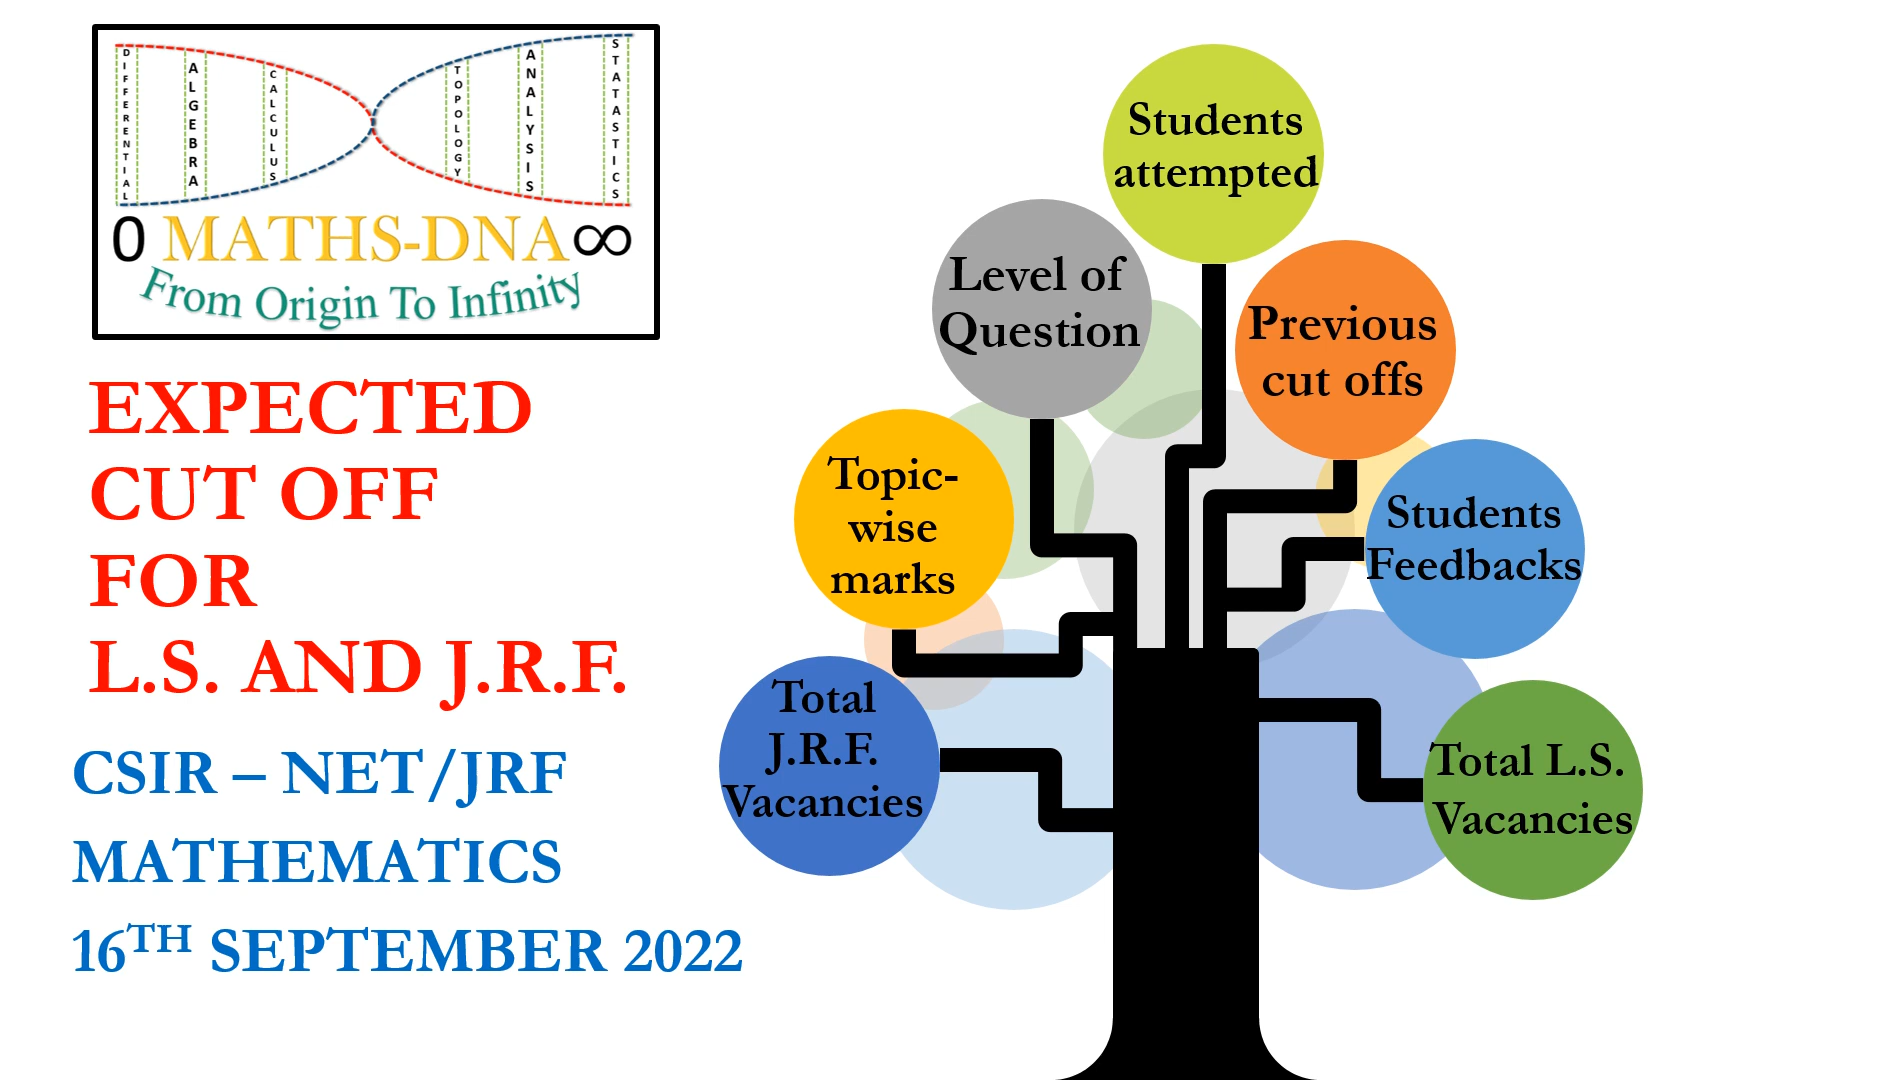 DIFFERENTIAL
ALGEBRA
CALCULUS
TOPOLOGY
ANALYSIS
STATASTICS
0 MATHS-DNA ∞
From Origin To Infinity
EXPECTED
CUT OFF
FOR
L.S. AND J.R.F.
CSIR – NET/JRF
MATHEMATICS
16TH SEPTEMBER 2022
Students
attempted
Level of
Question
Previous
cut offs
Topic-
wise
marks
Students
Feedbacks
Total
J.R.F.
Vacancies
Total L.S.
Vacancies